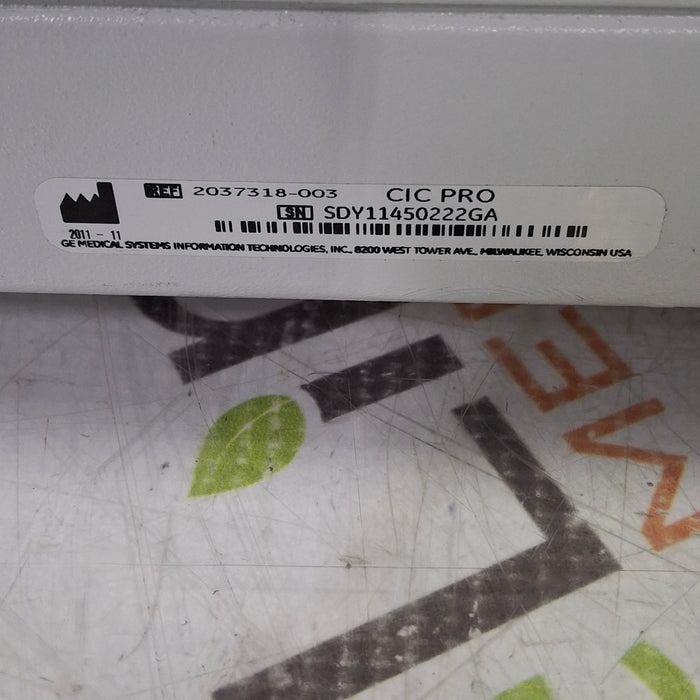 REF 2037318-003 CIC PRO
SN SDY11450222GA
2011 - 11
GE MEDICAL SYSTEMS INFORMATION TECHNOLOGIES, INC., 8200 WEST TOWER AVE., MILWAUKEE, WISCONSIN USA